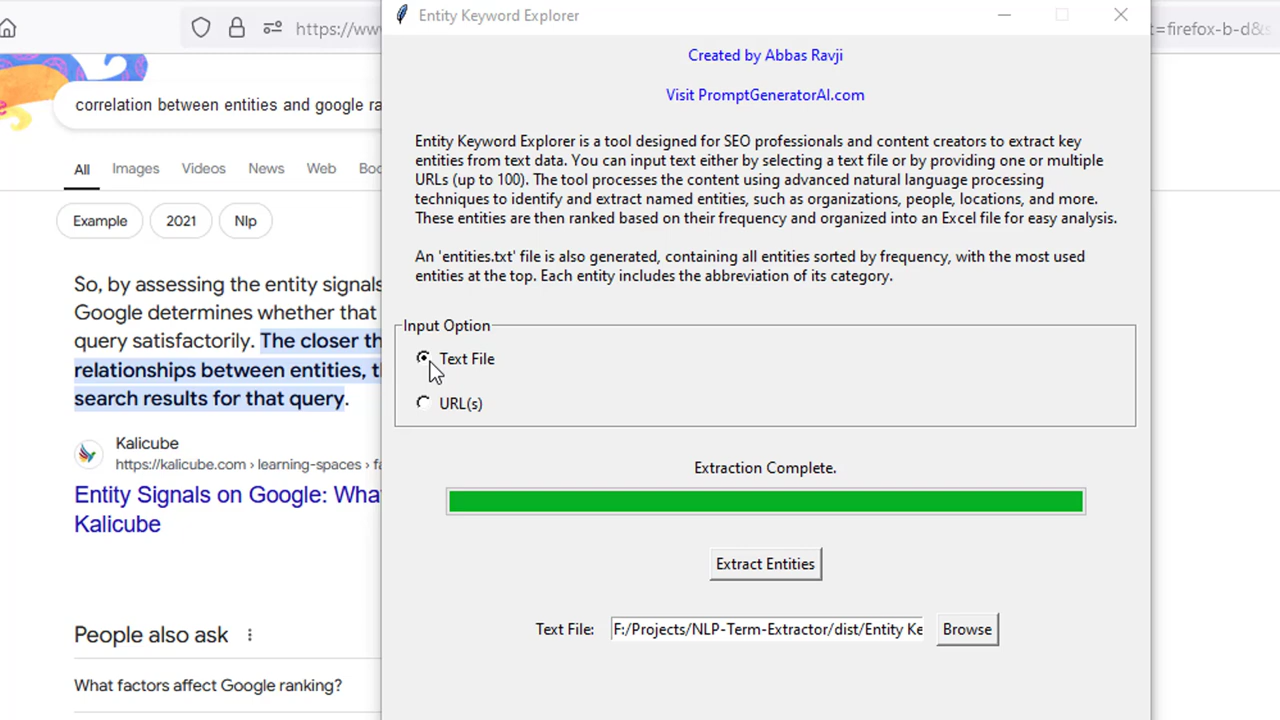 Entity Keyword Explorer
https://www
t=firefox-b-d&s
Created by Abbas Ravji
Visit PromptGeneratorAI.com
correlation between entities and google ra
All Images Videos News Web Boo
Example 2021 Nlp
So, by assessing the entity signals
Google determines whether that
query satisfactorily. The closer th
relationships between entities, t
search results for that query.
Kalicube
https://kalicube.com › learning-spaces › fa
Entity Signals on Google: Wha
Kalicube
People also ask
What factors affect Google ranking?
Entity Keyword Explorer is a tool designed for SEO professionals and content creators to extract key
entities from text data. You can input text either by selecting a text file or by providing one or multiple
URLs (up to 100). The tool processes the content using advanced natural language processing
techniques to identify and extract named entities, such as organizations, people, locations, and more.
These entities are then ranked based on their frequency and organized into an Excel file for easy analysis.
An 'entities.txt' file is also generated, containing all entities sorted by frequency, with the most used
entities at the top. Each entity includes the abbreviation of its category.
Input Option
Text File
URL(s)
Extraction Complete.
Extract Entities
Text File: F:/Projects/NLP-Term-Extractor/dist/Entity Ke Browse